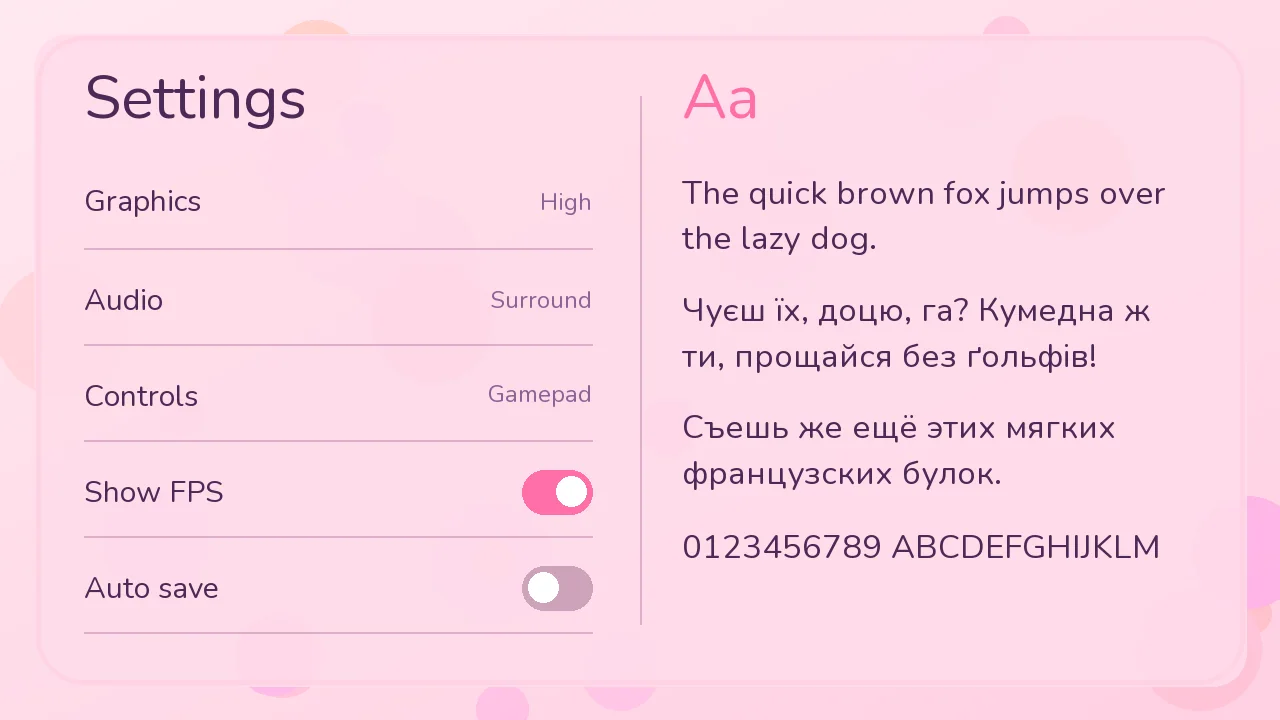 Settings
Graphics High
Audio Surround
Controls Gamepad
Show FPS
Auto save
Aa
The quick brown fox jumps over
the lazy dog.
Чуєш їх, доцю, га? Кумедна ж
ти, прощайся без ґольфів!
Съешь же ещё этих мягких
французских булок.
0123456789 ABCDEFGHIJKLM